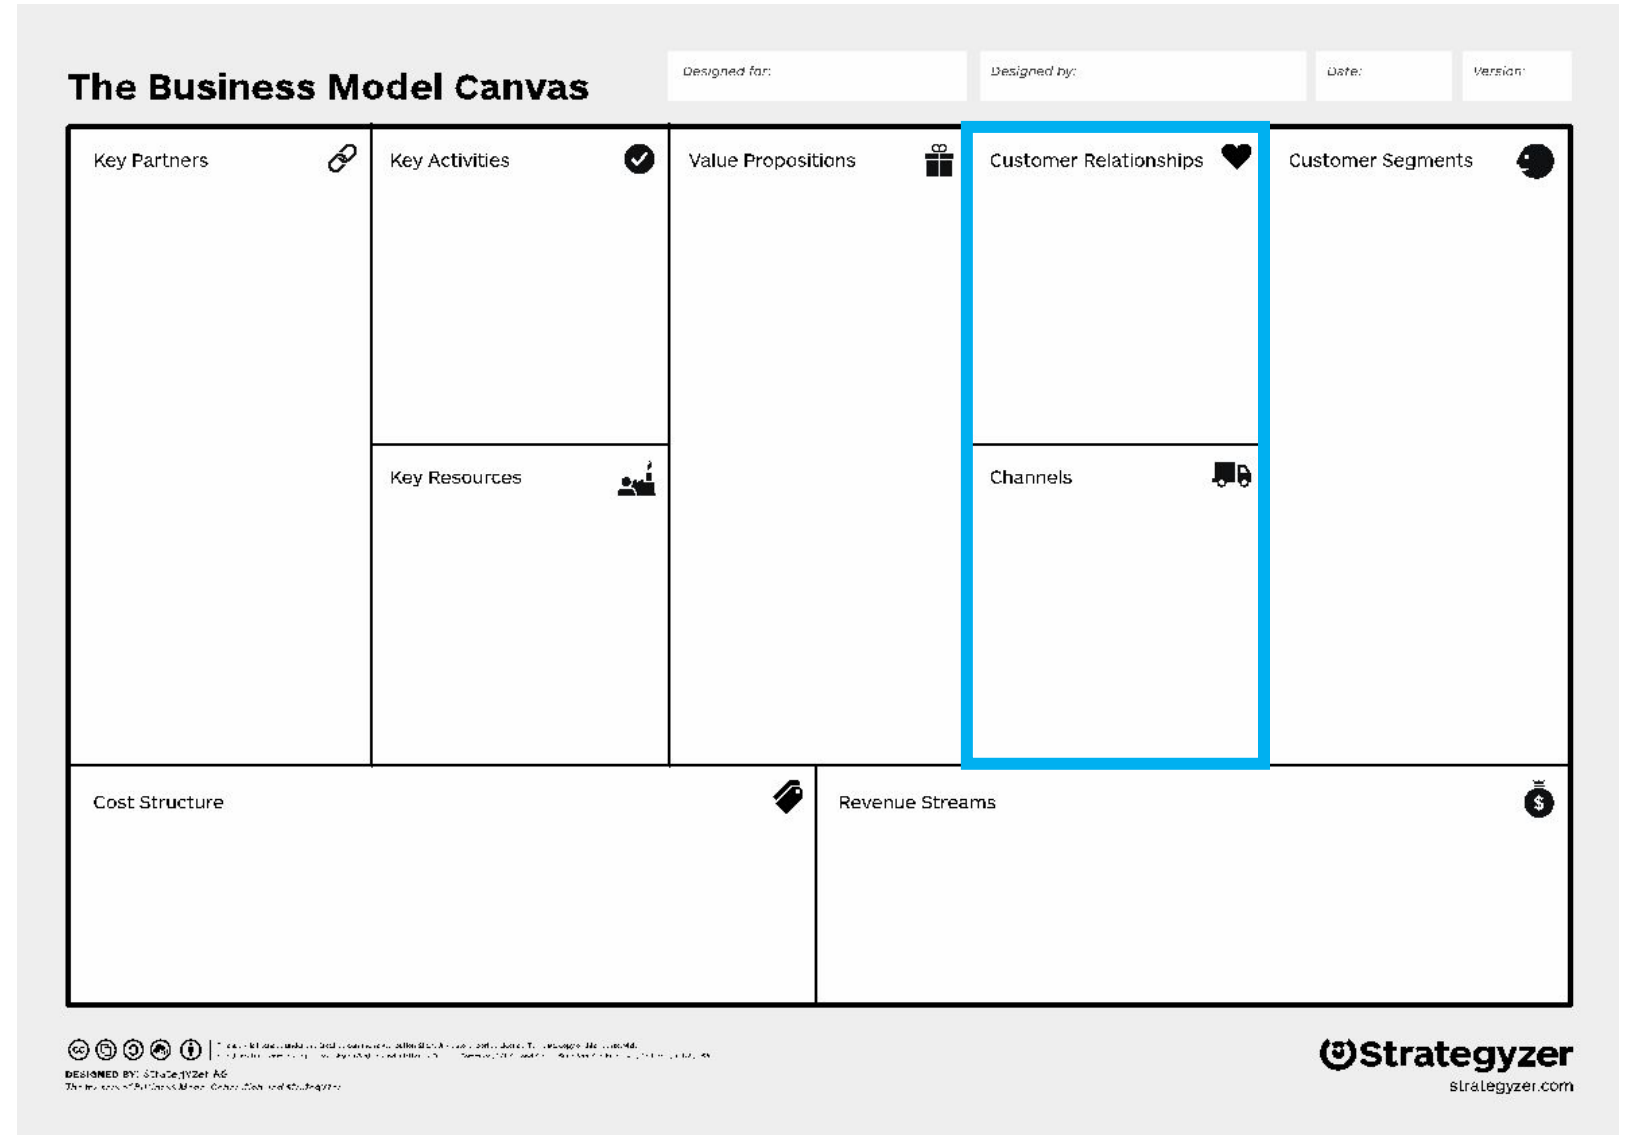 The Business Model Canvas
Designed for:
Designed by:
Date:
Version:
Key Partners
Key Activities
Value Propositions
Customer Relationships
Customer Segments
Key Resources
Channels
Cost Structure
Revenue Streams
$
cc
DESIGNED BY: Strategyzer AG
Strategyzer
strategyzer.com